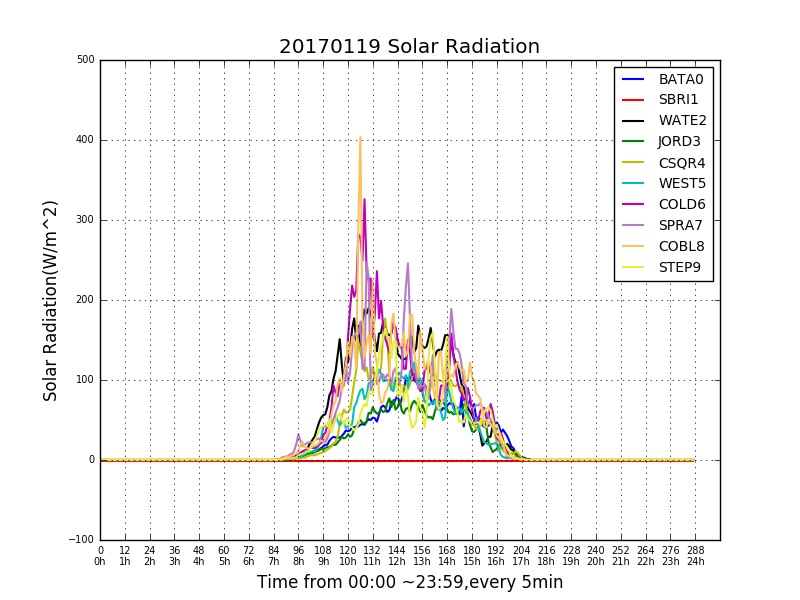 20170119 Solar Radiation
500
400
300
200
100
0
−100
Solar Radiation(W/m^2)
BATA0
SBRI1
WATE2
JORD3
CSQR4
WEST5
COLD6
SPRA7
COBL8
STEP9
0 12 24 36 48 60 72 84 96 108 120 132 144 156 168 180 192 204 216 228 240 252 264 276 288
0h 1h 2h 3h 4h 5h 6h 7h 8h 9h 10h 11h 12h 13h 14h 15h 16h 17h 18h 19h 20h 21h 22h 23h 24h
Time from 00:00 ~23:59,every 5min